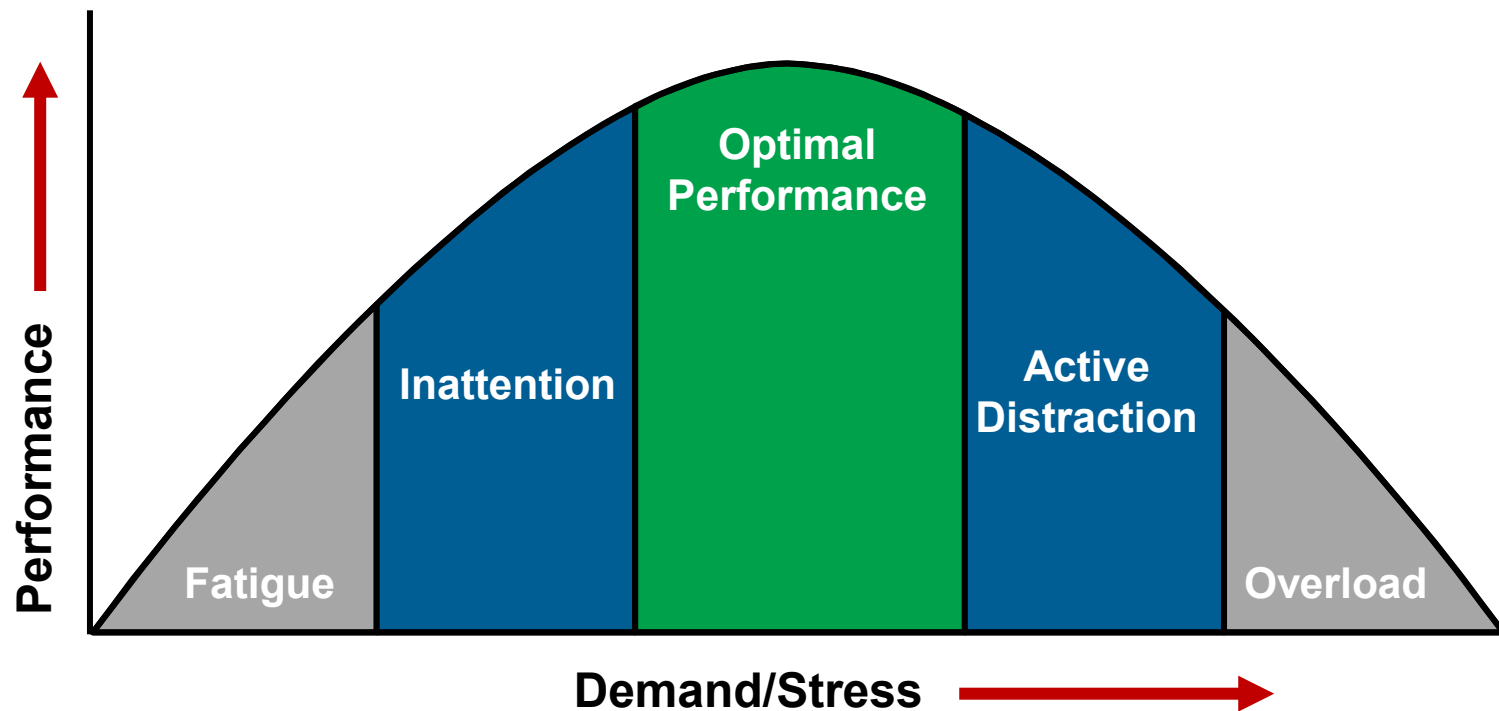 Optimal
Performance
Inattention
Active
Distraction
Fatigue
Overload
Performance
Demand/Stress